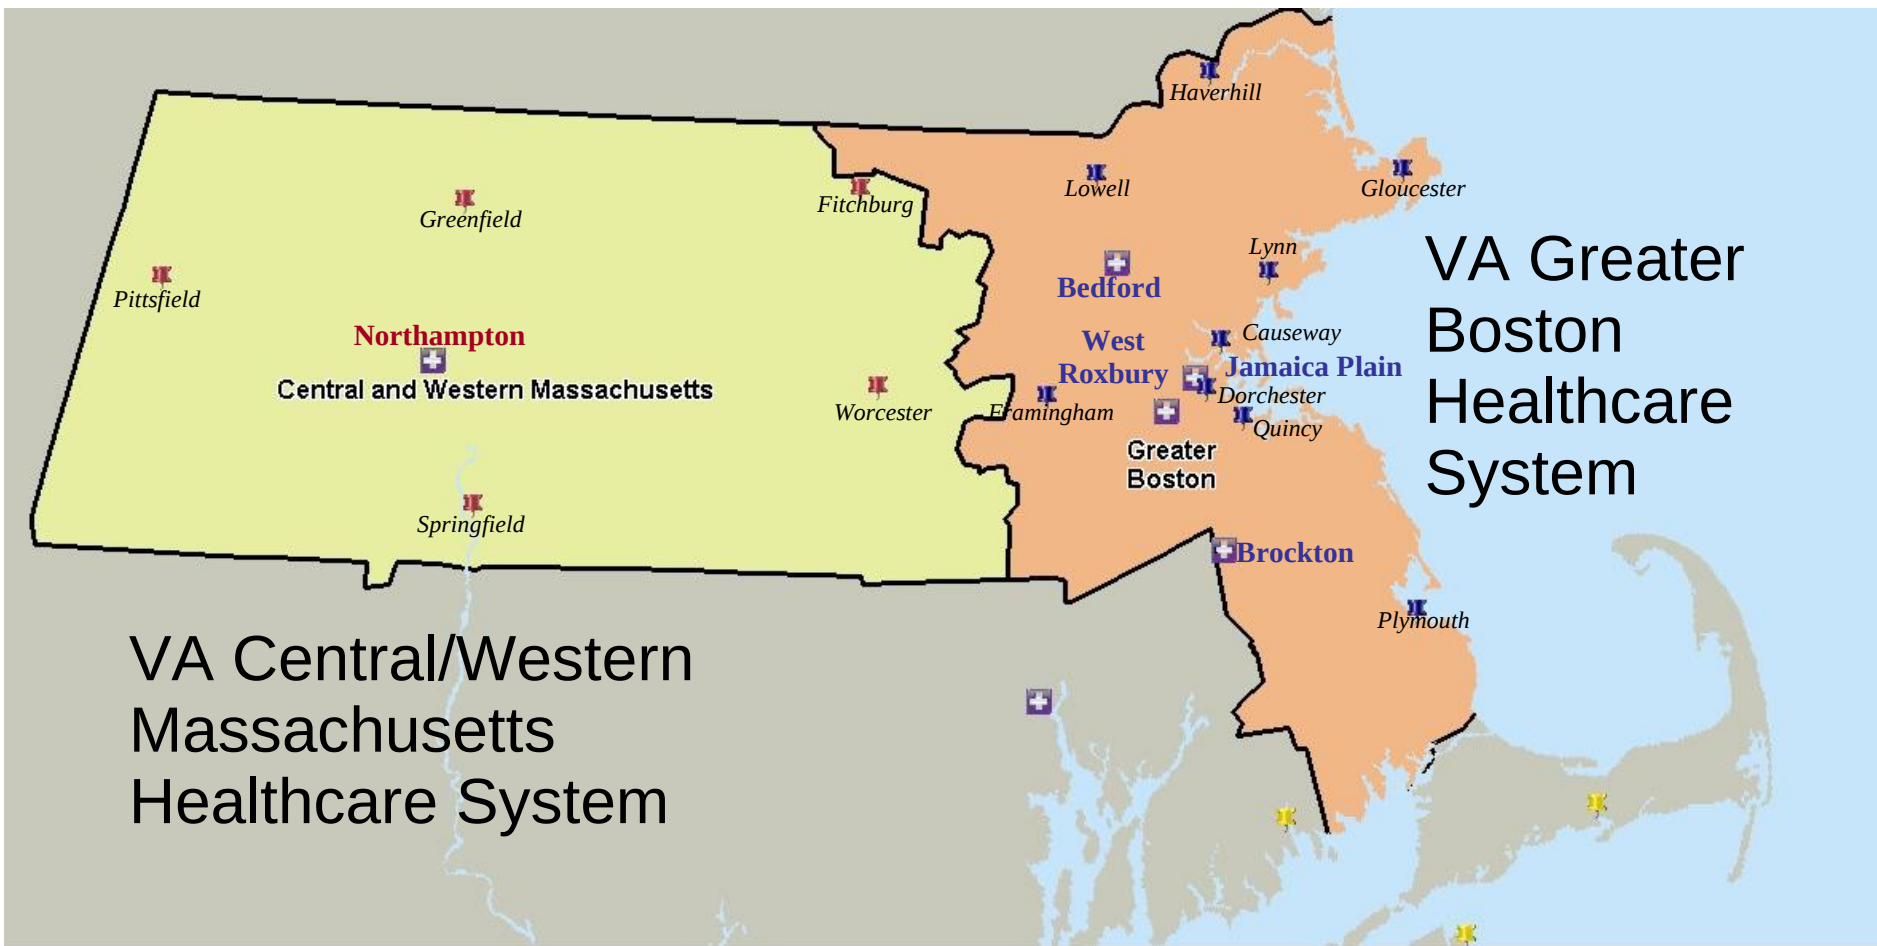 Haverhill
Lowell
Gloucester
Greenfield
Fitchburg
Lynn
VA Greater
Boston
Healthcare
System
Bedford
Pittsfield
Northampton
Central and Western Massachusetts
West
Roxbury
Causeway
Jamaica Plain
Dorchester
Worcester
Framingham
Quincy
Greater
Boston
Springfield
Brockton
Plymouth
VA Central/Western
Massachusetts
Healthcare System